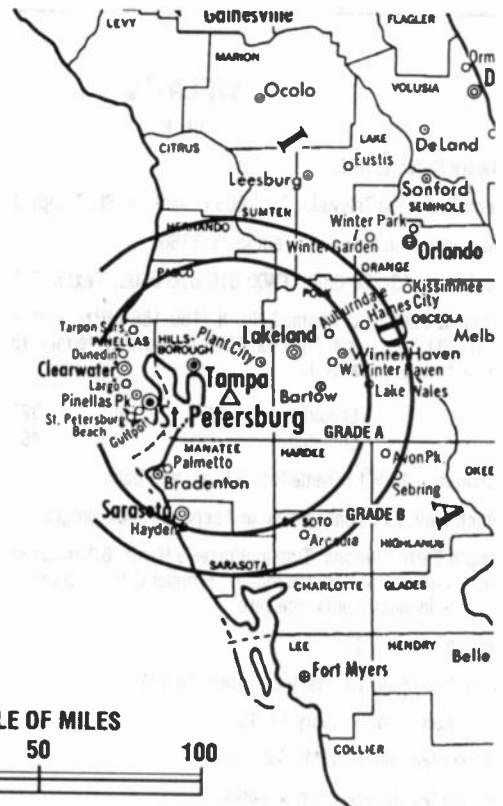 Gainesville
LEVY
FLAGLER
MARION
Orm
D
Ocolo
VOLUSIA
DeLand
CITRUS
LAKE
Eustis
Leesburg
Sanford
SEMINOLE
SUMTER
Winter Park
HERNANDO
Winter Garden
Orlando
ORANGE
PASCO
Kissimmee
POLK
Auburndale
Haines City
OSCEOLA
Tarpon Sprs.
PINELLAS
HILLS-
BOROUGH
Plant City
Lakeland
Melb
Dunedin
Clearwater
Winter Haven
W. Winter Haven
Tampa
Largo
Bartow
Lake Wales
Pinellas Pk
St. Petersburg
St. Petersburg
Beach
Gulfport
GRADE A
MANATEE
HARDEE
Avon Pk
Palmetto
OKEE
Bradenton
Sebring
GRADE B
Sarasota
DE SOTO
Hayden
Arcadia
HIGHLANDS
SARASOTA
CHARLOTTE
GLADES
LEE
HENDRY
Belle
Fort Myers
LE OF MILES
50
100
COLLIER